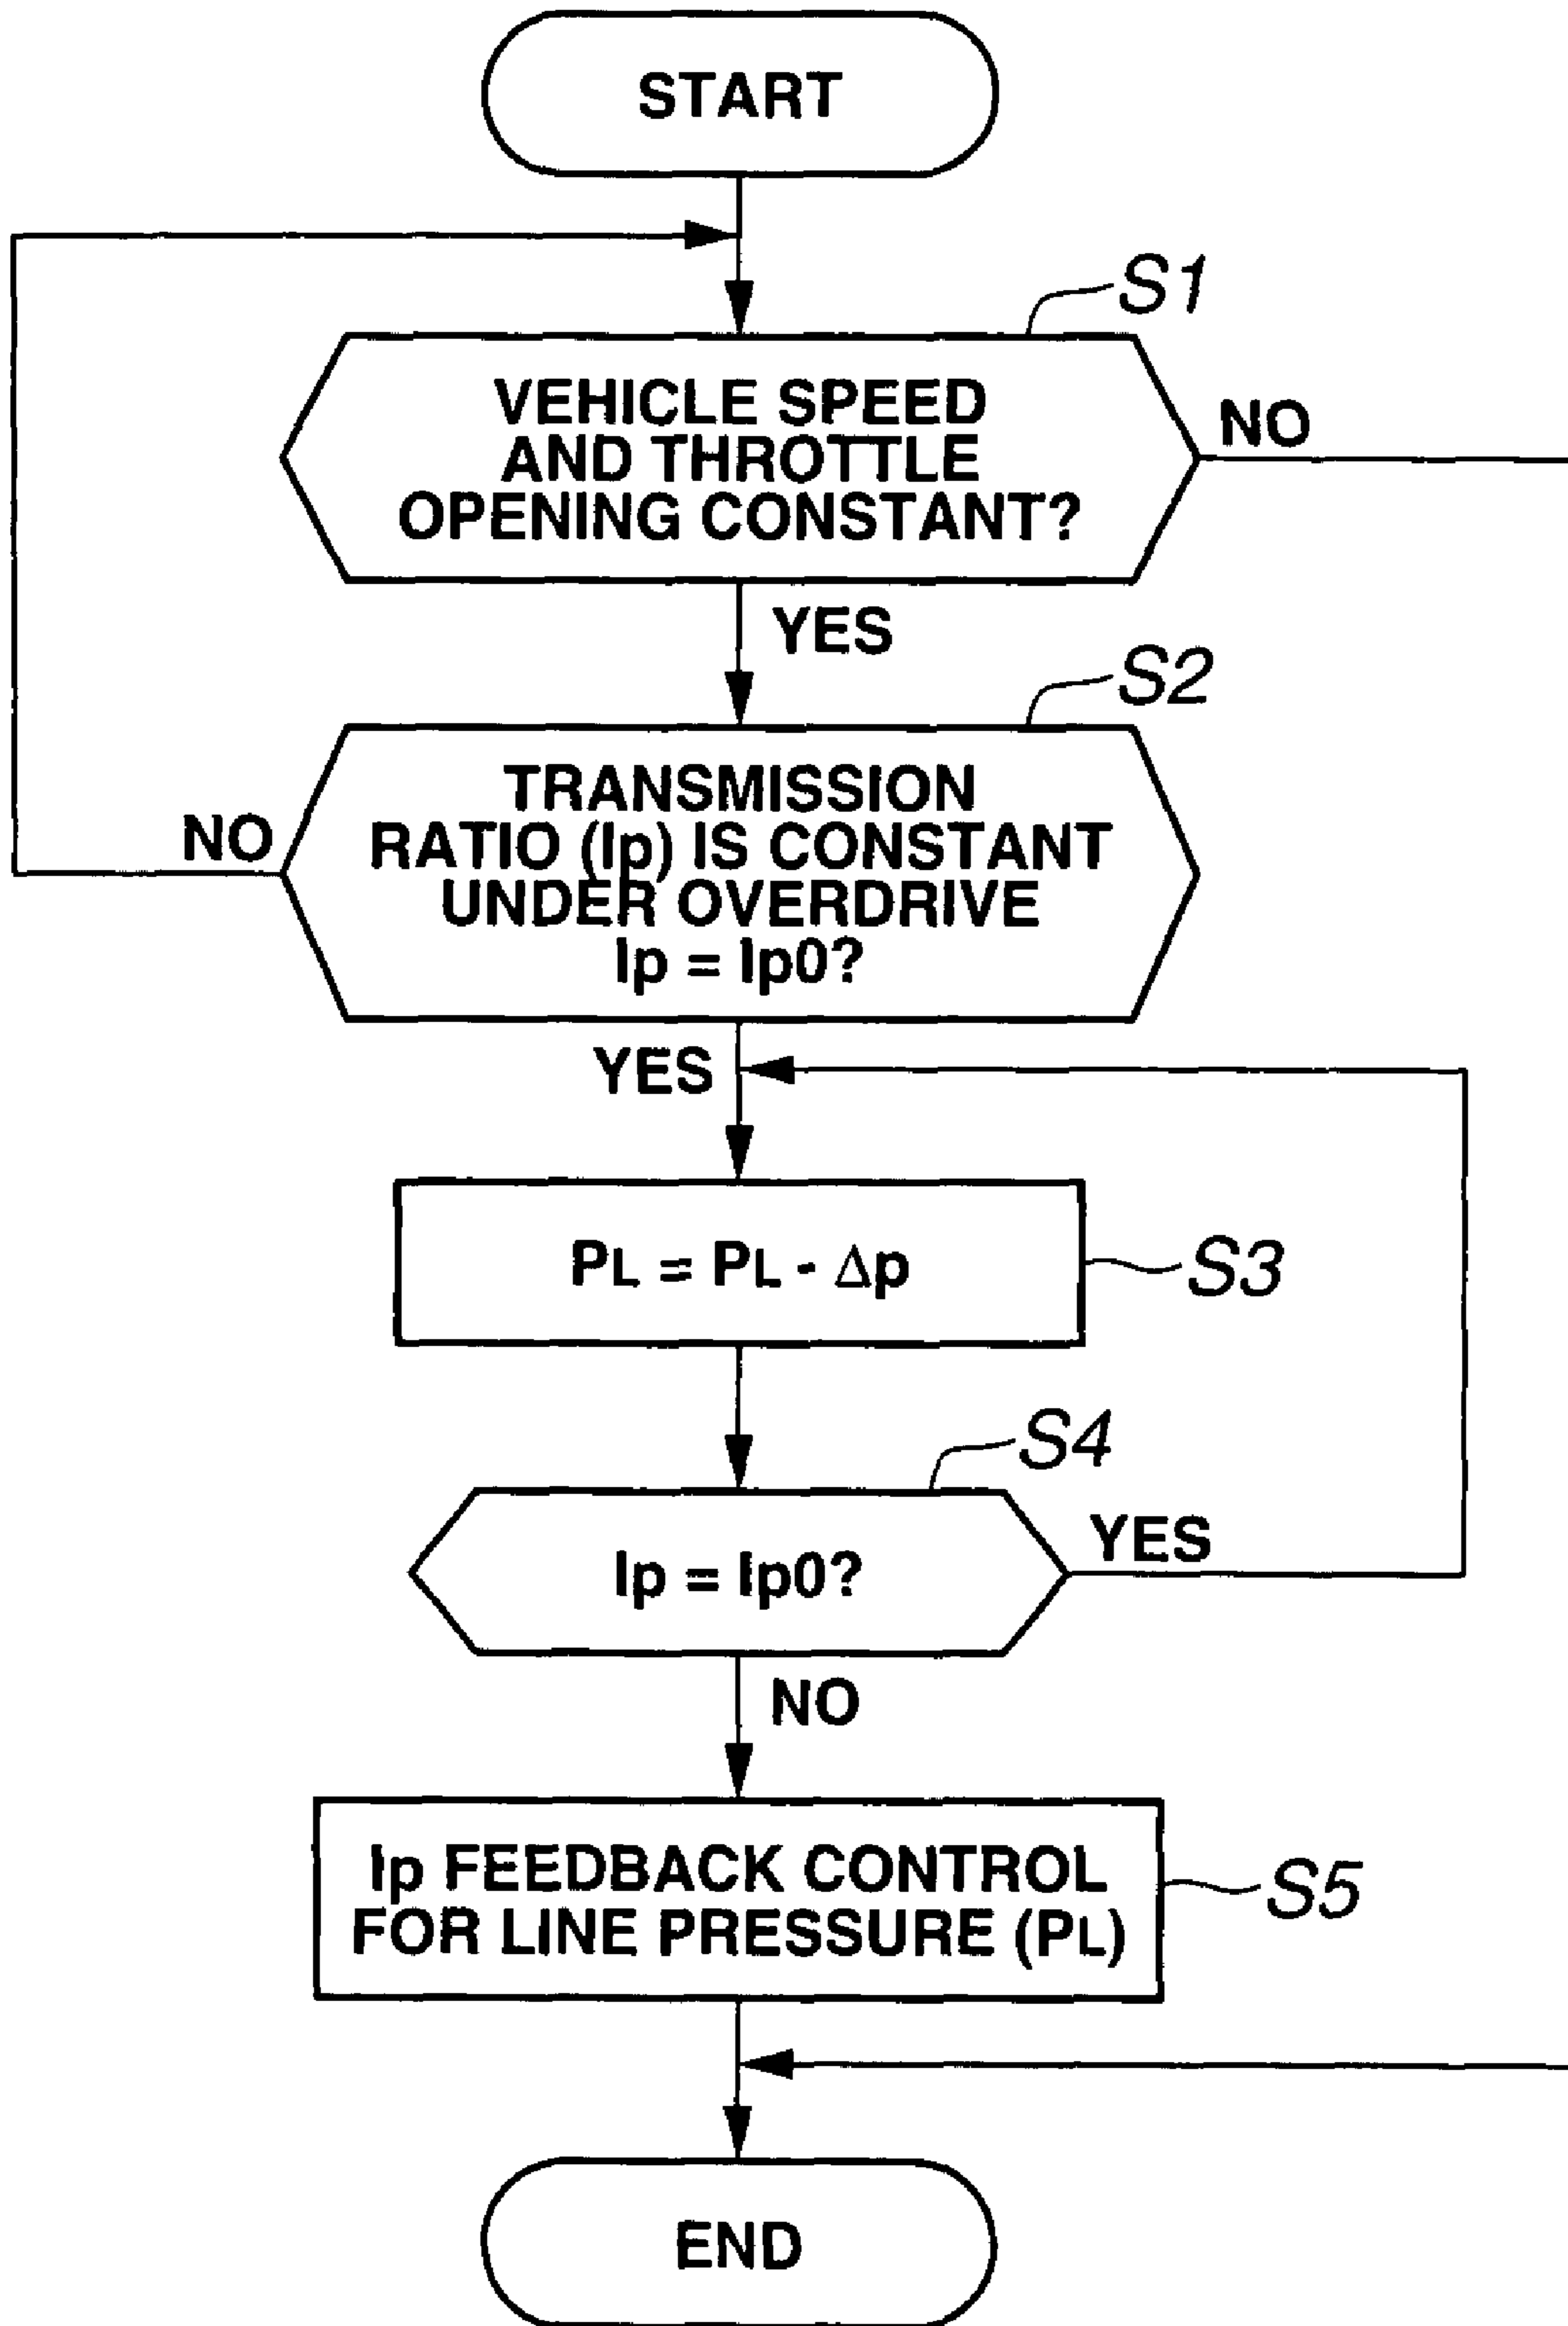 START
S1
VEHICLE SPEED
AND THROTTLE
OPENING CONSTANT?
NO
YES
S2
TRANSMISSION
RATIO (Ip) IS CONSTANT
UNDER OVERDRIVE
Ip = Ip0?
NO
YES
PL = PL - Δp
S3
S4
Ip = Ip0?
YES
NO
Ip FEEDBACK CONTROL
FOR LINE PRESSURE (PL)
S5
END